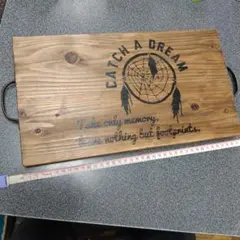 CATCH A DREAM
Take only memory.
Leave nothing but footprints.